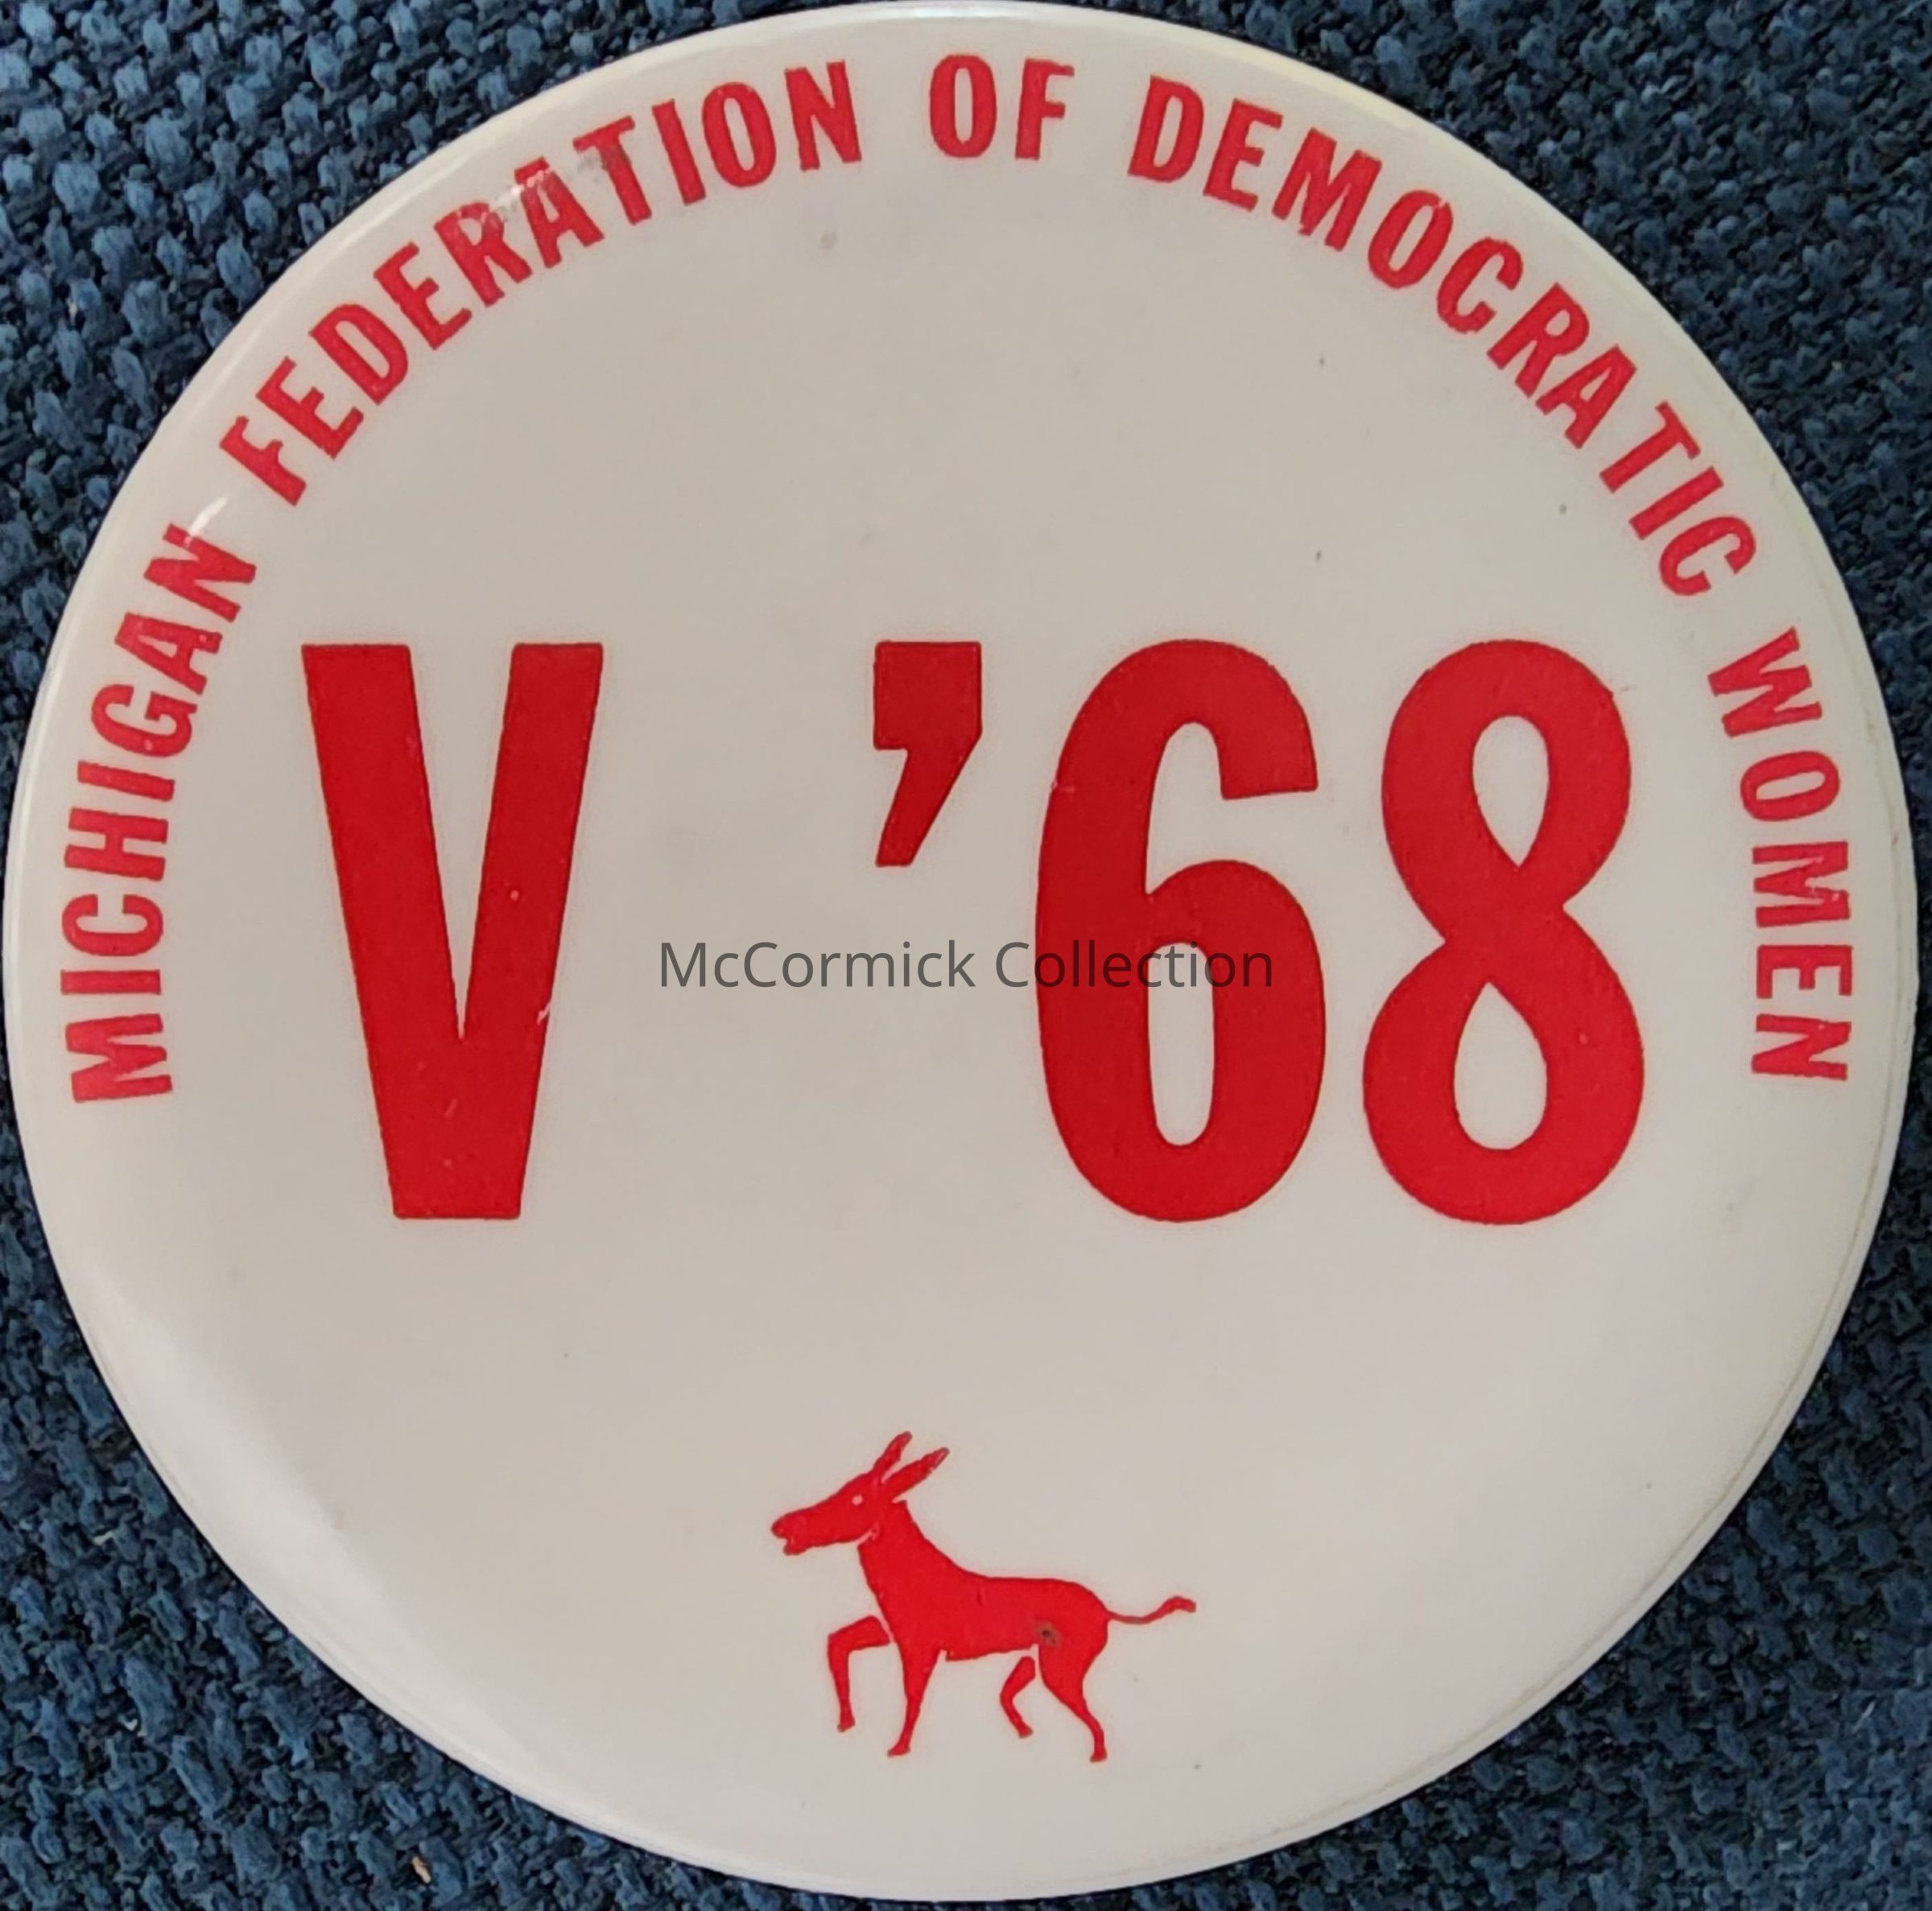 MICHIGAN FEDERATION OF DEMOCRATIC WOMEN
V '68
McCormick Collection